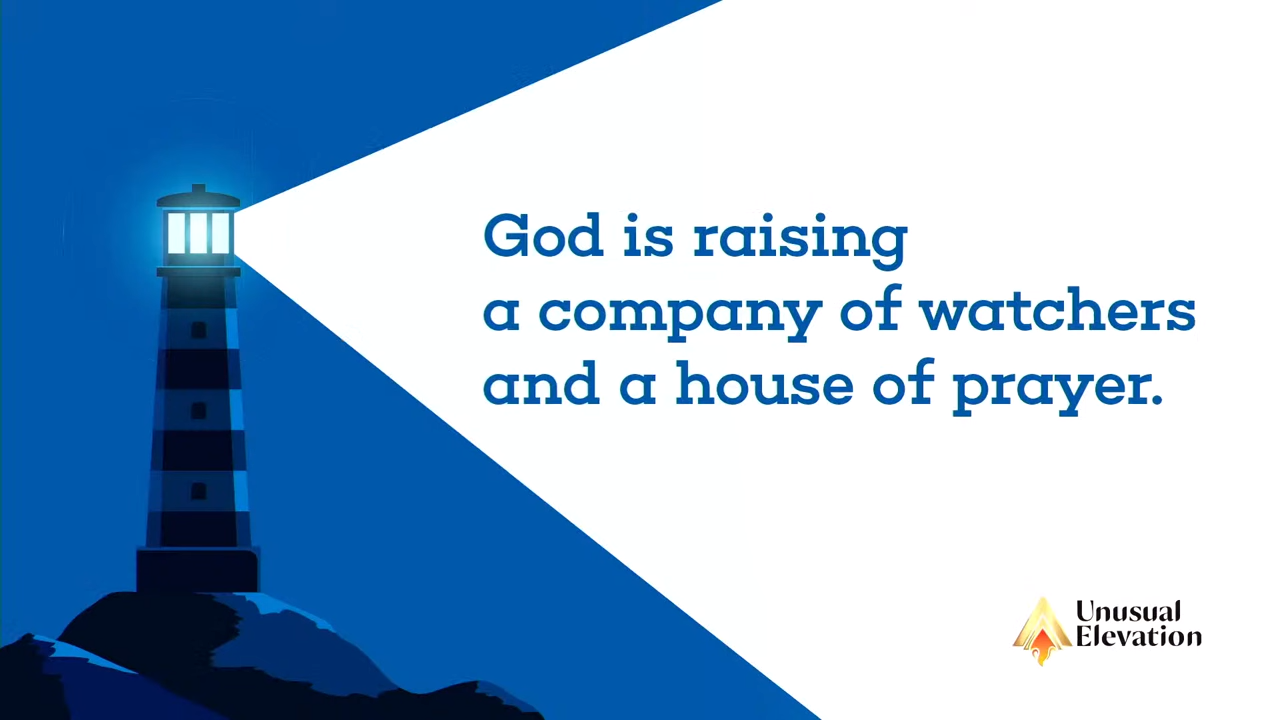 God is raising
a company of watchers
and a house of prayer.
Unusual
Elevation